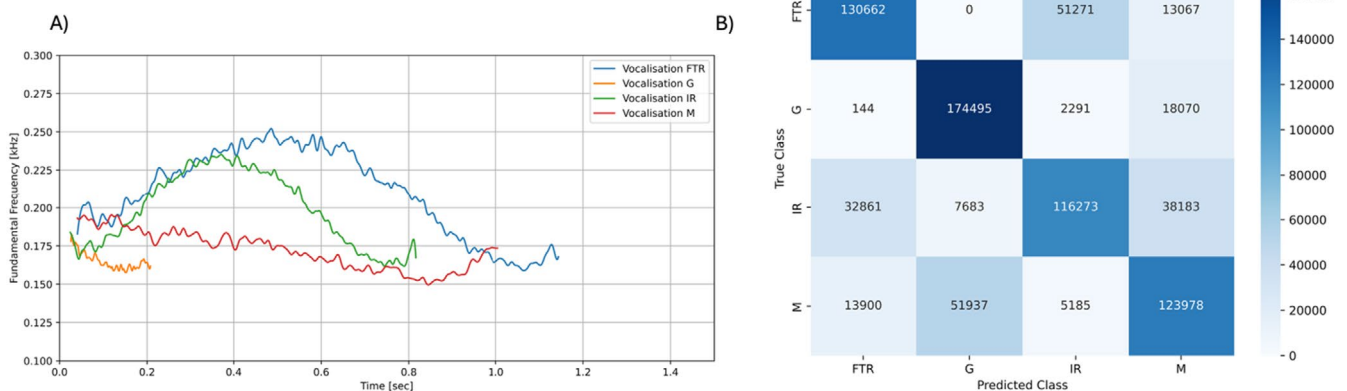 A)
0.300
0.275
0.250
0.225
0.200
0.175
0.150
0.125
0.100
Fundamental Frecuency [kHz]
0.0 0.2 0.4 0.6 0.8 1.0 1.2 1.4
Time [sec]
Vocalisation FTR
Vocalisation G
Vocalisation IR
Vocalisation M
B)
FTR 130662 0 51271 13067
G 144 174495 2291 18070
IR 32861 7683 116273 38183
M 13900 51937 5185 123978
True Class
FTR G IR M
Predicted Class
140000
120000
100000
80000
60000
40000
20000
0